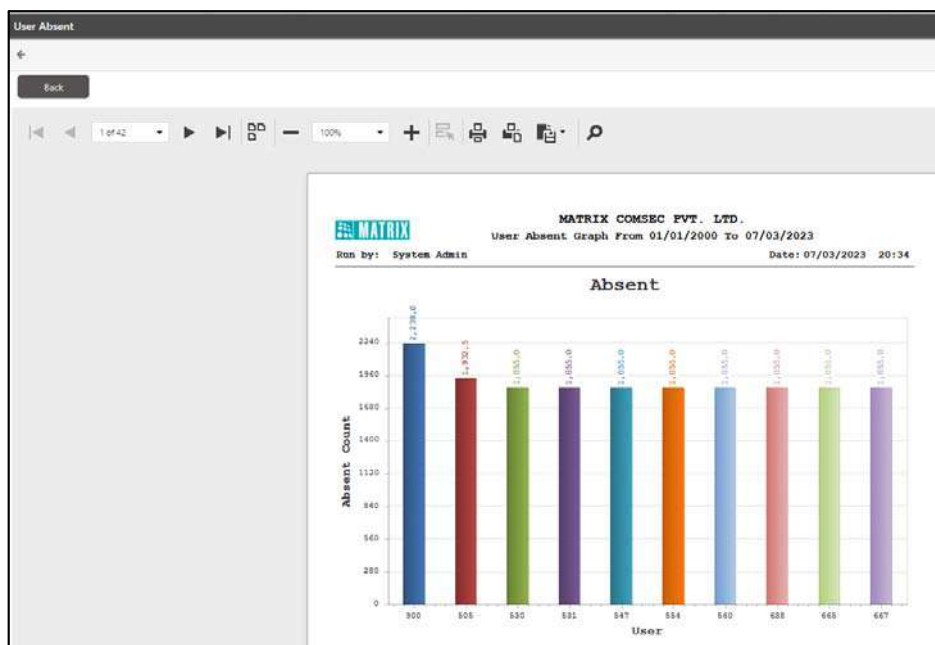 User Absent
Back
1 of 42
100%
MATRIX
MATRIX COMSEC PVT. LTD.
User Absent Graph From 01/01/2000 To 07/03/2023
Run by: System Admin Date: 07/03/2023 20:34
Absent
2240
1960
1680
1400
1120
840
560
280
0
Absent Count
1,932.5
900 505 530 531 547 554 560 638 665 667
User